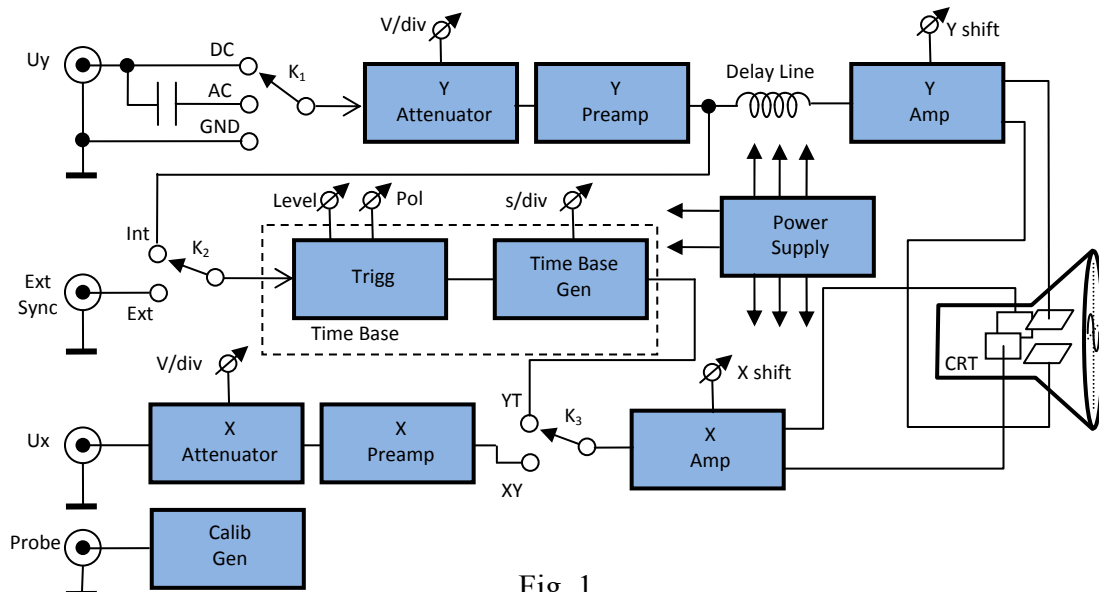 V/div
Y shift
Uy
DC
K1
AC
GND
Y
Attenuator
Y
Preamp
Delay Line
Y
Amp
Level
Pol
s/div
Int
K2
Ext
Sync
Ext
Trigg
Time Base
Gen
Time Base
Power
Supply
CRT
V/div
X shift
YT
K3
XY
Ux
X
Attenuator
X
Preamp
X
Amp
Probe
Calib
Gen
Fig. 1